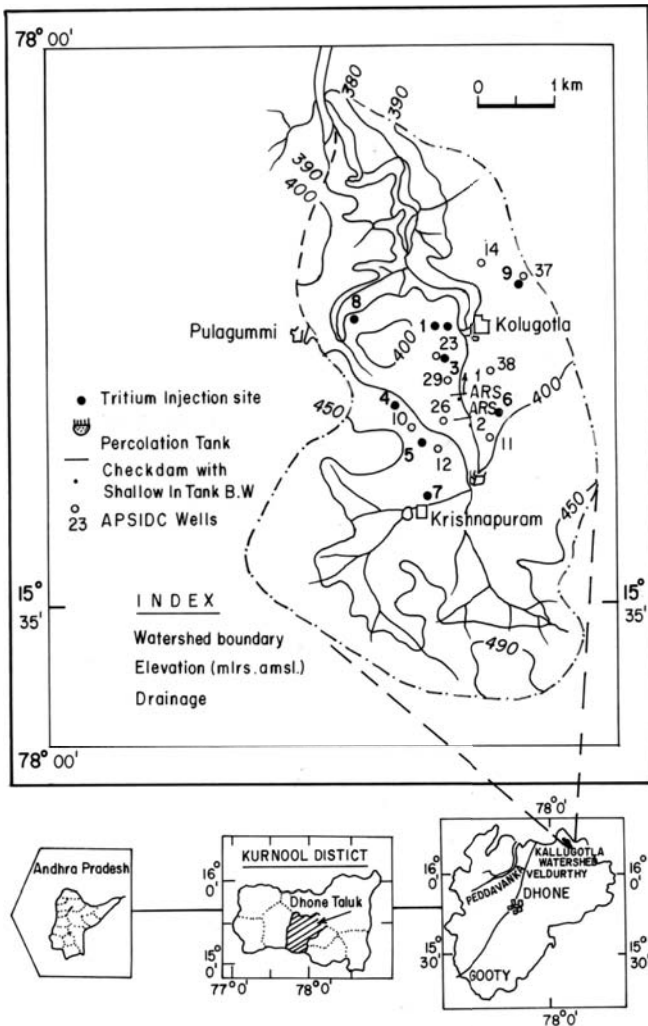 78° 00'
0 1 km
380
390
390
400
14
9 37
8
Pulagummi
1
Kolugotla
400
23
3
29
1 38
ARS
ARS
400
450
4
10
26
2
6
11
5
12
7
Krishnapuram
450
490
Tritium Injection site
Percolation Tank
Checkdam with
Shallow In Tank B.W
23 APSIDC Wells
15°
35'
15°
35'
INDEX
Watershed boundary
Elevation (mlrs. amsl.)
Drainage
78° 00'
Andhra Pradesh
KURNOOL DISTICT
Dhone Taluk
16°
0'
15°
0'
77°0'
78°0'
16°
0'
78°0'
KALLUGOTLA
WATERSHED
VELDURTHY
PEDDAVANKA
DHONE
GOOTY
16°
0'
16°
0'
15°
30'
15°
30'
78°0'